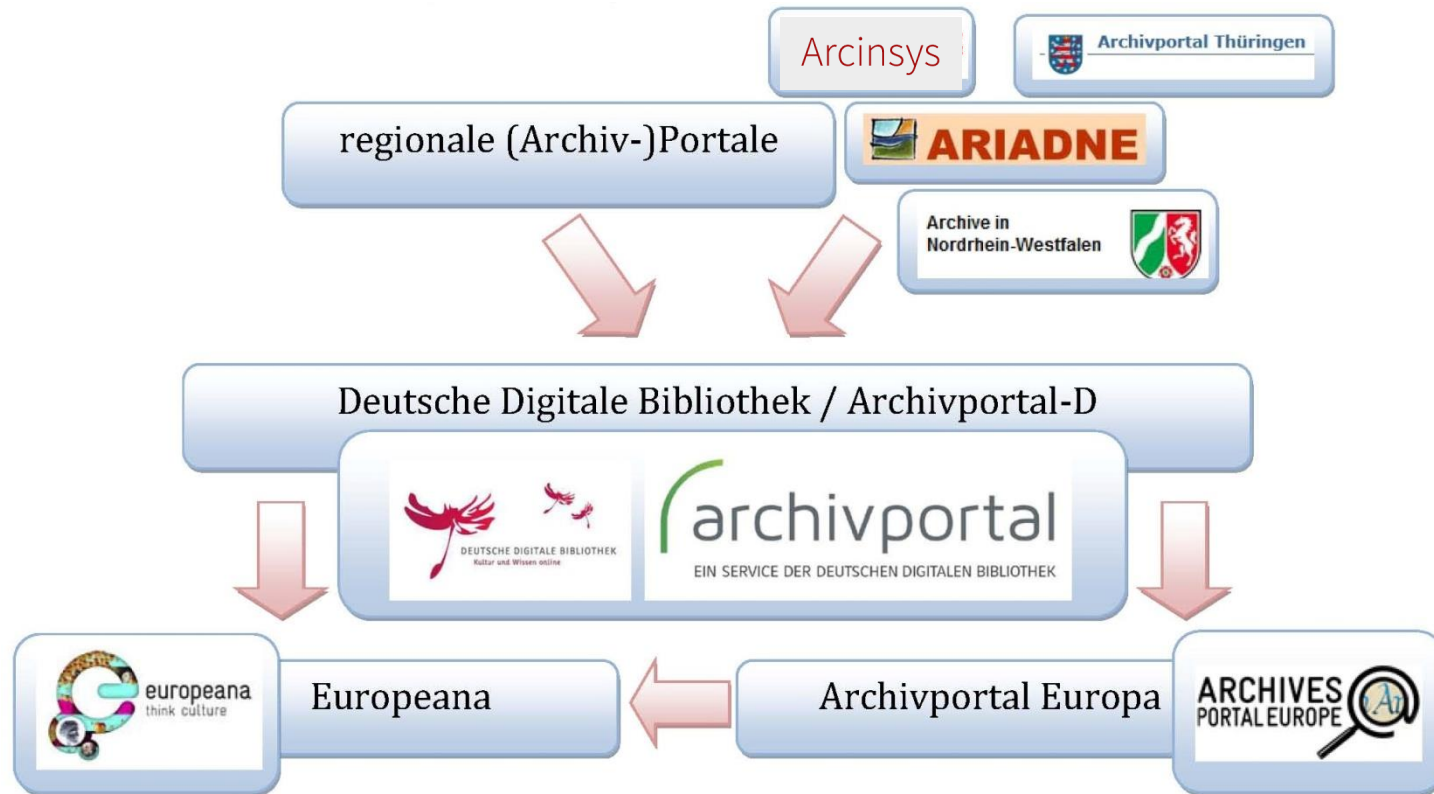 Arcinsys
Archivportal Thüringen
regionale (Archiv-)Portale
ARIADNE
Archive in
Nordrhein-Westfalen
Deutsche Digitale Bibliothek / Archivportal-D
DEUTSCHE DIGITALE BIBLIOTHEK
Kultur und Wissen online
archivportal
EIN SERVICE DER DEUTSCHEN DIGITALEN BIBLIOTHEK
europeana
think culture
Europeana
Archivportal Europa
ARCHIVES
PORTAL EUROPE